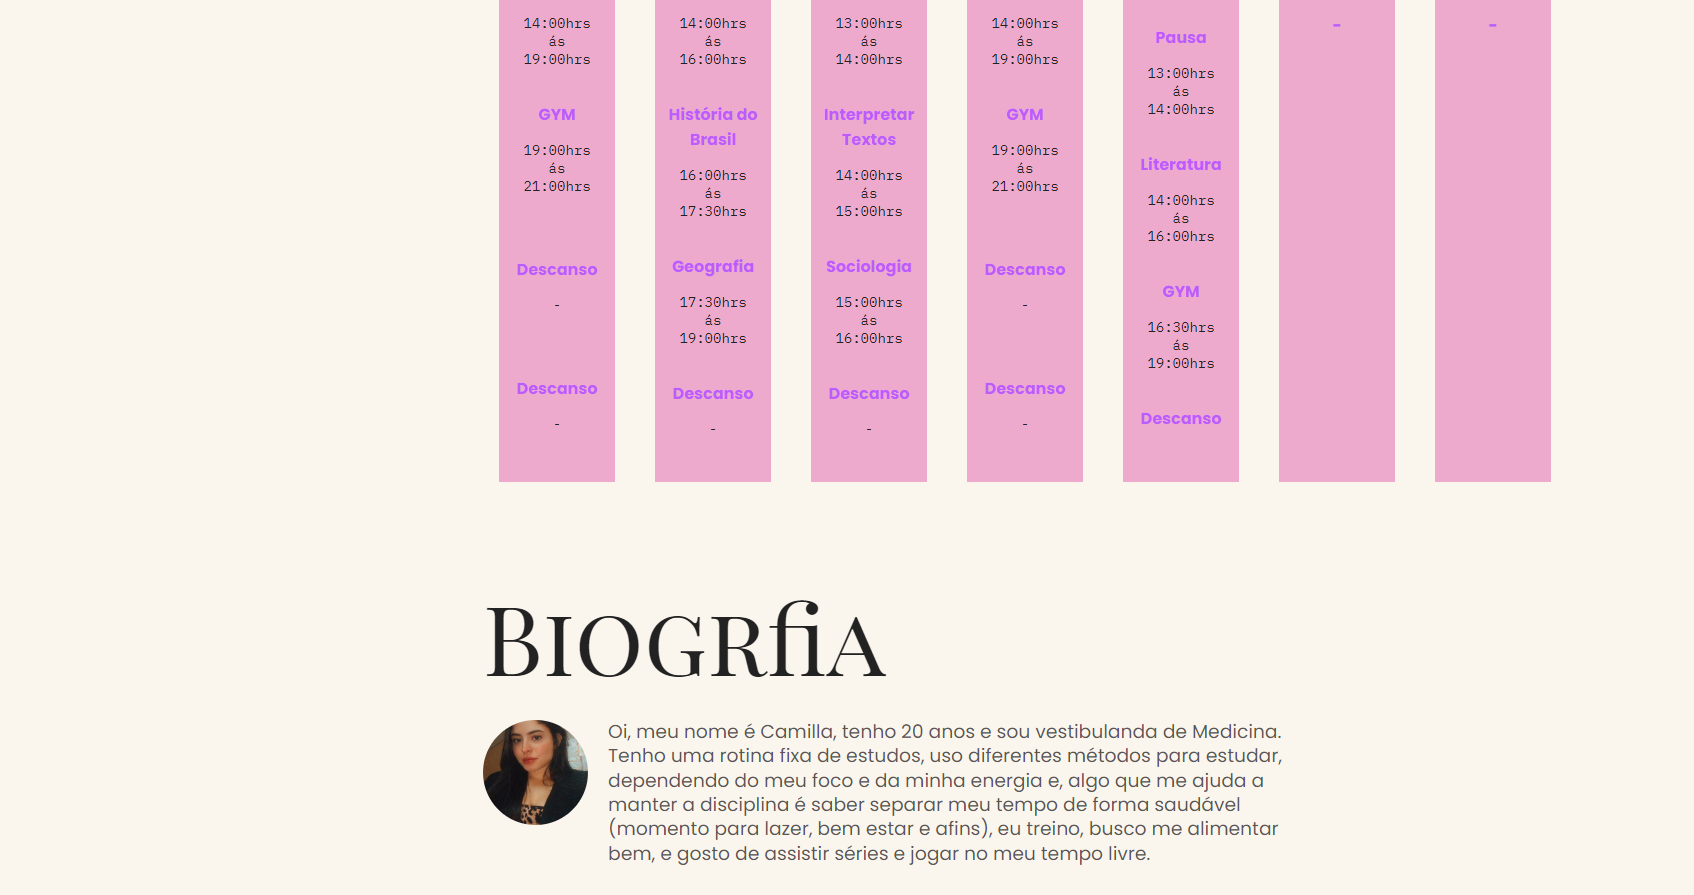 14:00hrs
ás
19:00hrs
GYM
19:00hrs
ás
21:00hrs
Descanso
-
Descanso
-
14:00hrs
ás
16:00hrs
História do
Brasil
16:00hrs
ás
17:30hrs
Geografia
17:30hrs
ás
19:00hrs
Descanso
-
13:00hrs
ás
14:00hrs
Interpretar
Textos
14:00hrs
ás
15:00hrs
Sociologia
15:00hrs
ás
16:00hrs
Descanso
-
14:00hrs
ás
19:00hrs
GYM
19:00hrs
ás
21:00hrs
Descanso
-
Descanso
-
Pausa
13:00hrs
ás
14:00hrs
Literatura
14:00hrs
ás
16:00hrs
GYM
16:30hrs
ás
19:00hrs
Descanso
-
-
Biogrfia
Oi, meu nome é Camilla, tenho 20 anos e sou vestibulanda de Medicina.
Tenho uma rotina fixa de estudos, uso diferentes métodos para estudar,
dependendo do meu foco e da minha energia e, algo que me ajuda a
manter a disciplina é saber separar meu tempo de forma saudável
(momento para lazer, bem estar e afins), eu treino, busco me alimentar
bem, e gosto de assistir séries e jogar no meu tempo livre.